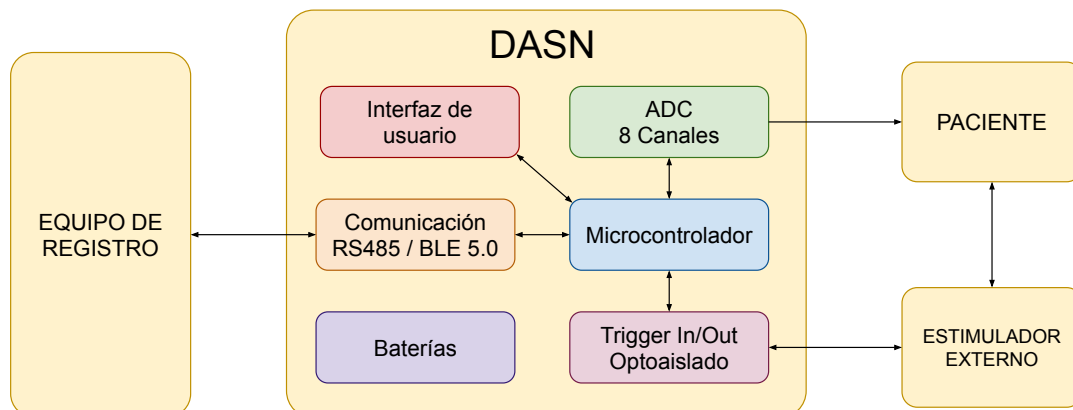 DASN
Interfaz de
usuario
ADC
8 Canales
PACIENTE
EQUIPO DE
REGISTRO
Comunicación
RS485 / BLE 5.0
Microcontrolador
Baterías
Trigger In/Out
Optoaislado
ESTIMULADOR
EXTERNO